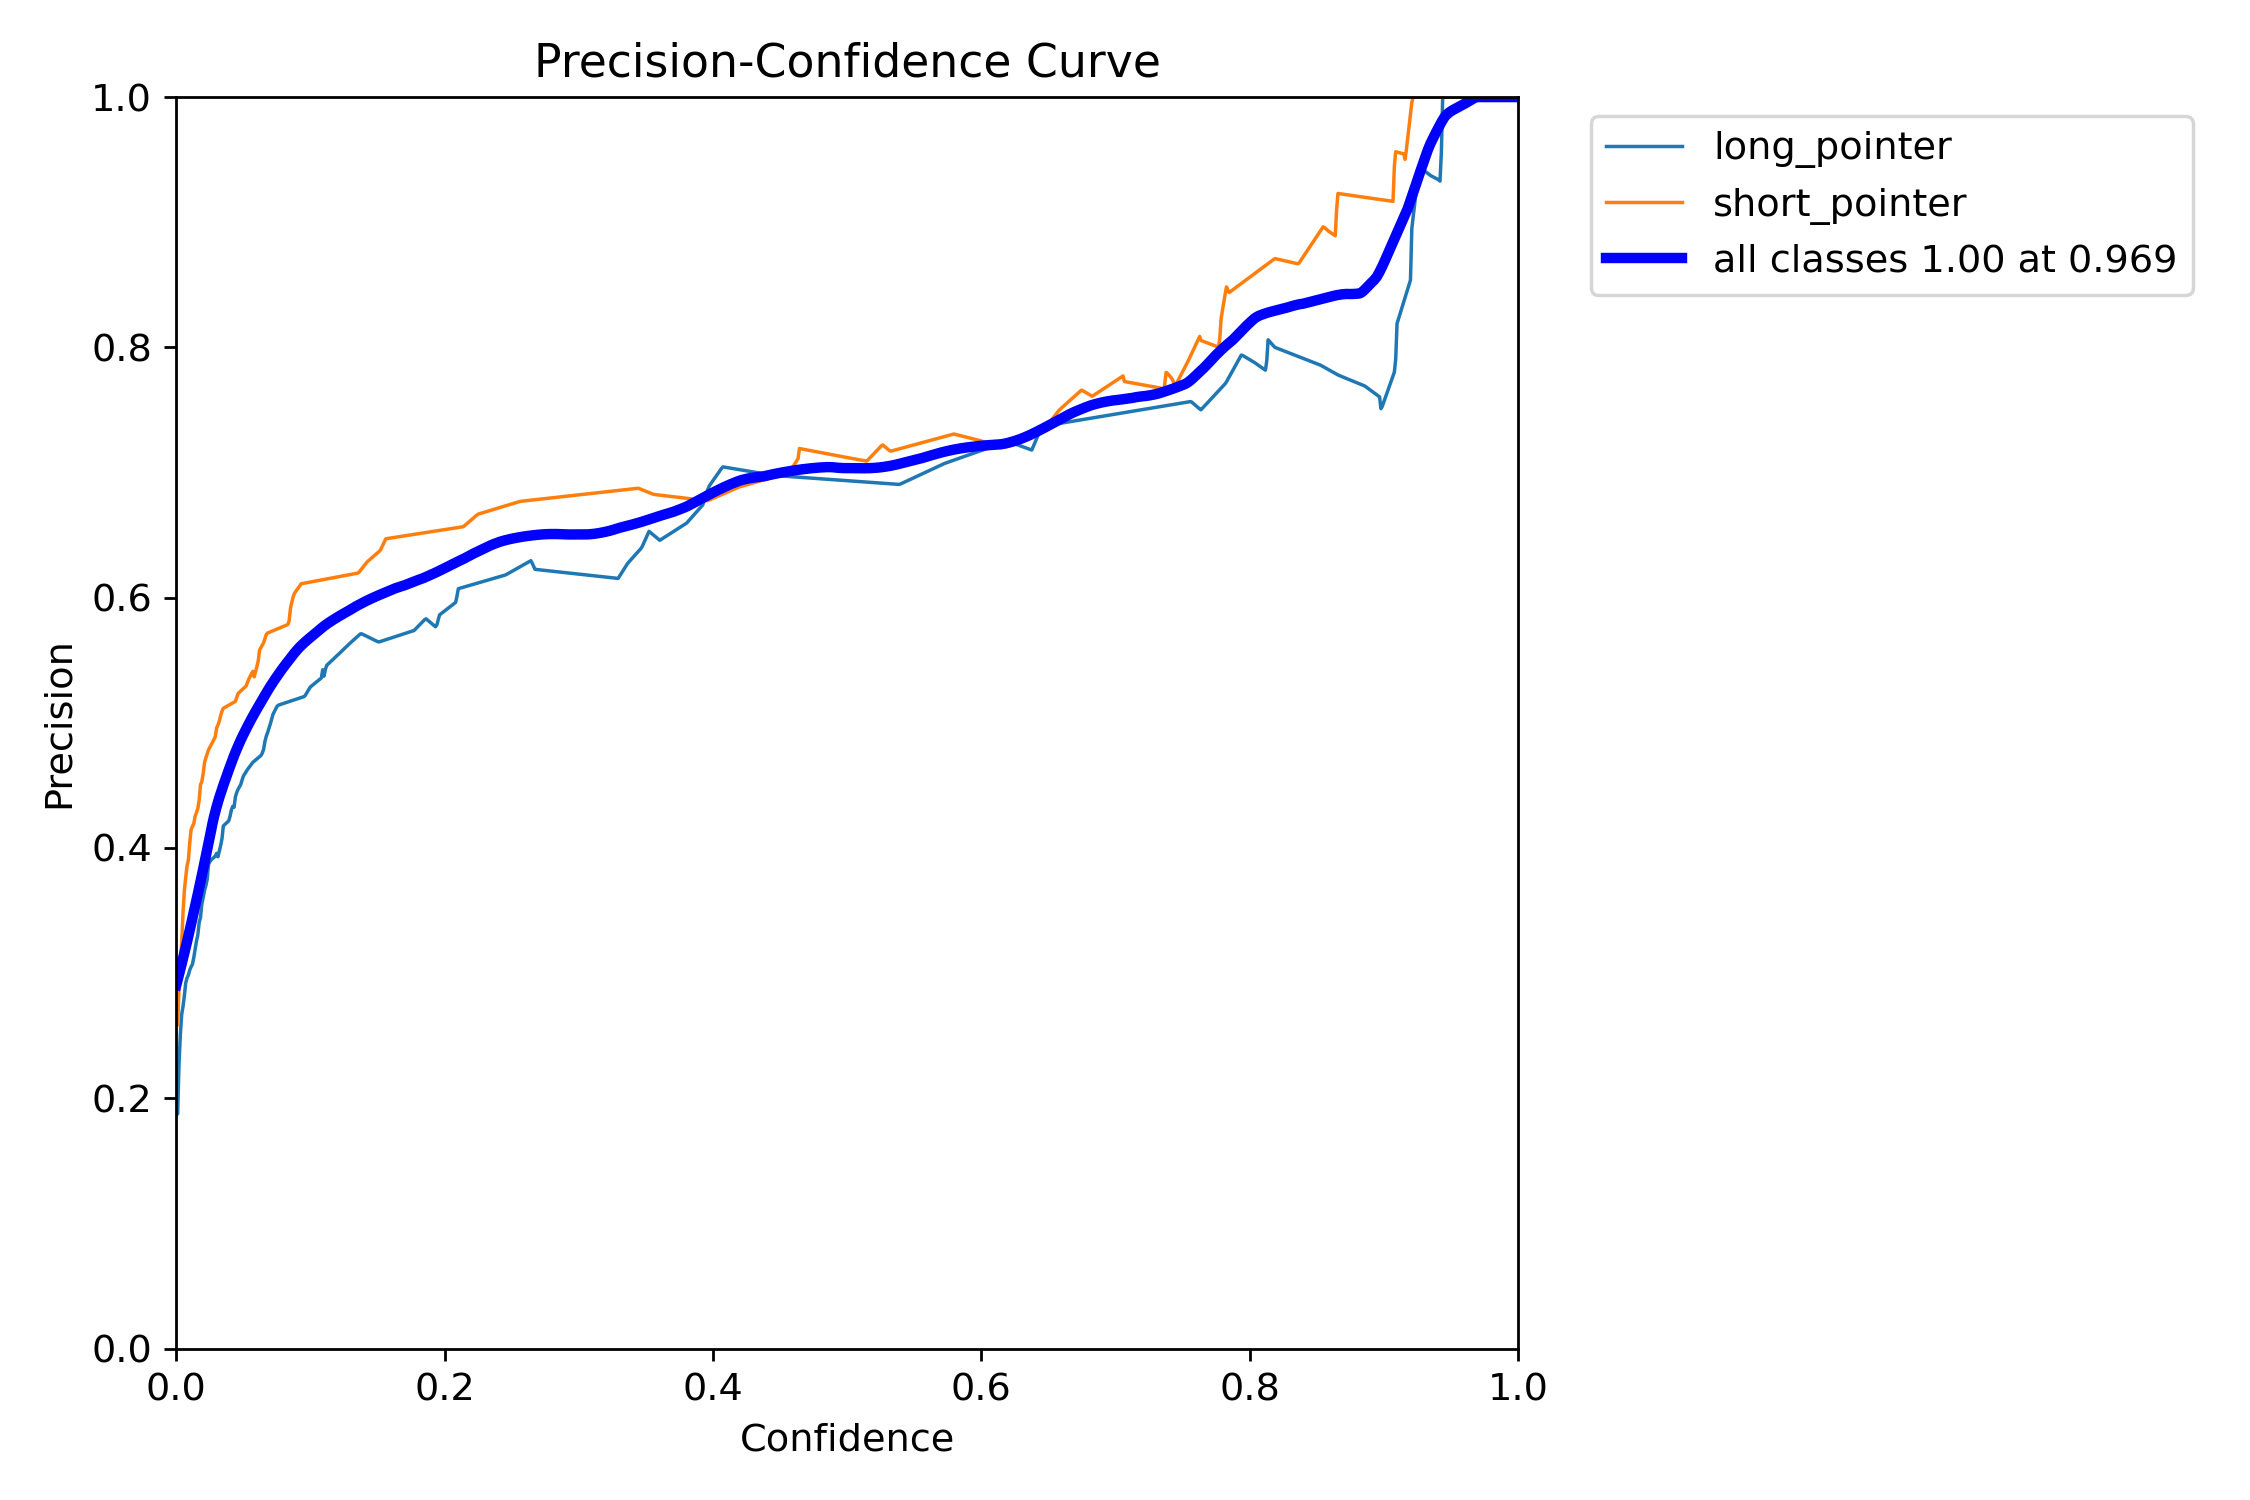 Precision-Confidence Curve
1.0
0.8
0.6
0.4
0.2
0.0
Precision
0.0 0.2 0.4 0.6 0.8 1.0
Confidence
long_pointer
short_pointer
all classes 1.00 at 0.969